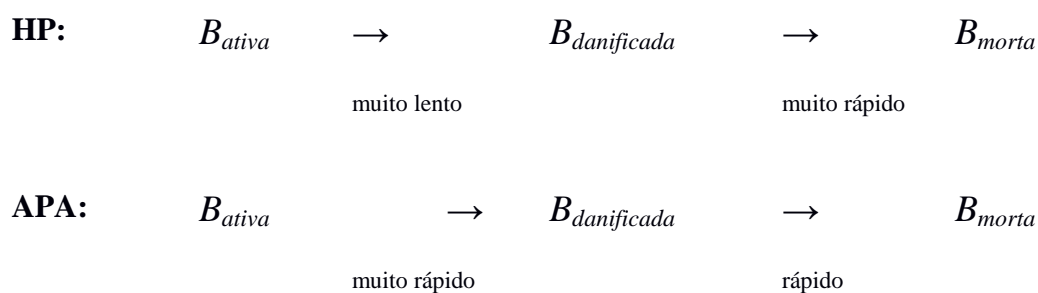 HP: B_ativa → B_danificada → B_morta
muito lento muito rápido
APA: B_ativa → B_danificada → B_morta
muito rápido rápido